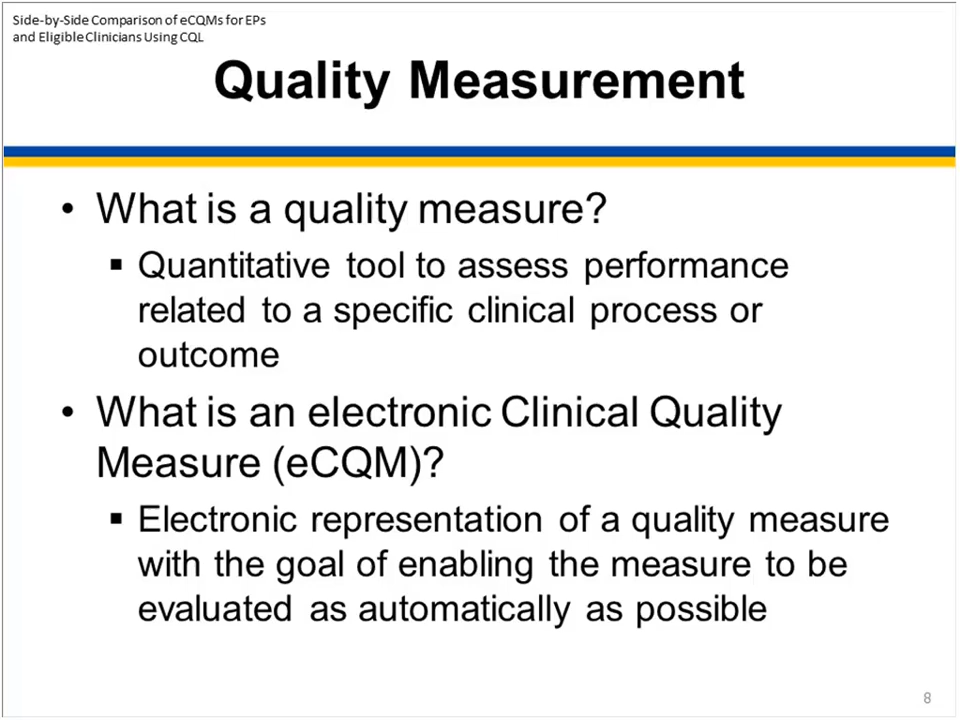 Side-by-Side Comparison of eCQMs for EPs
and Eligible Clinicians Using CQL
Quality Measurement
• What is a quality measure?
▪ Quantitative tool to assess performance
related to a specific clinical process or
outcome
• What is an electronic Clinical Quality
Measure (eCQM)?
▪ Electronic representation of a quality measure
with the goal of enabling the measure to be
evaluated as automatically as possible
8